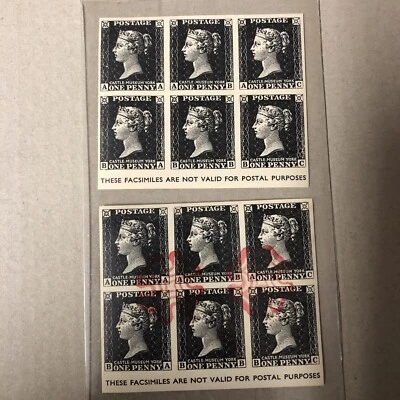 POSTAGE POSTAGE POSTAGE
CASTLE MUSEUM YORK CASTLE MUSEUM YORK CASTLE MUSEUM YORK
A ONE PENNY A A ONE PENNY B A ONE PENNY C
POSTAGE POSTAGE POSTAGE
CASTLE MUSEUM YORK CASTLE MUSEUM YORK CASTLE MUSEUM YORK
B ONE PENNY A B ONE PENNY B B ONE PENNY C
THESE FACSIMILES ARE NOT VALID FOR POSTAL PURPOSES
POSTAGE POSTAGE POSTAGE
CASTLE MUSEUM YORK CASTLE MUSEUM YORK CASTLE MUSEUM YORK
A ONE PENNY A A ONE PENNY B A ONE PENNY C
POSTAGE POSTAGE POSTAGE
CASTLE MUSEUM YORK CASTLE MUSEUM YORK CASTLE MUSEUM YORK
B ONE PENNY A B ONE PENNY B B ONE PENNY C
THESE FACSIMILES ARE NOT VALID FOR POSTAL PURPOSES